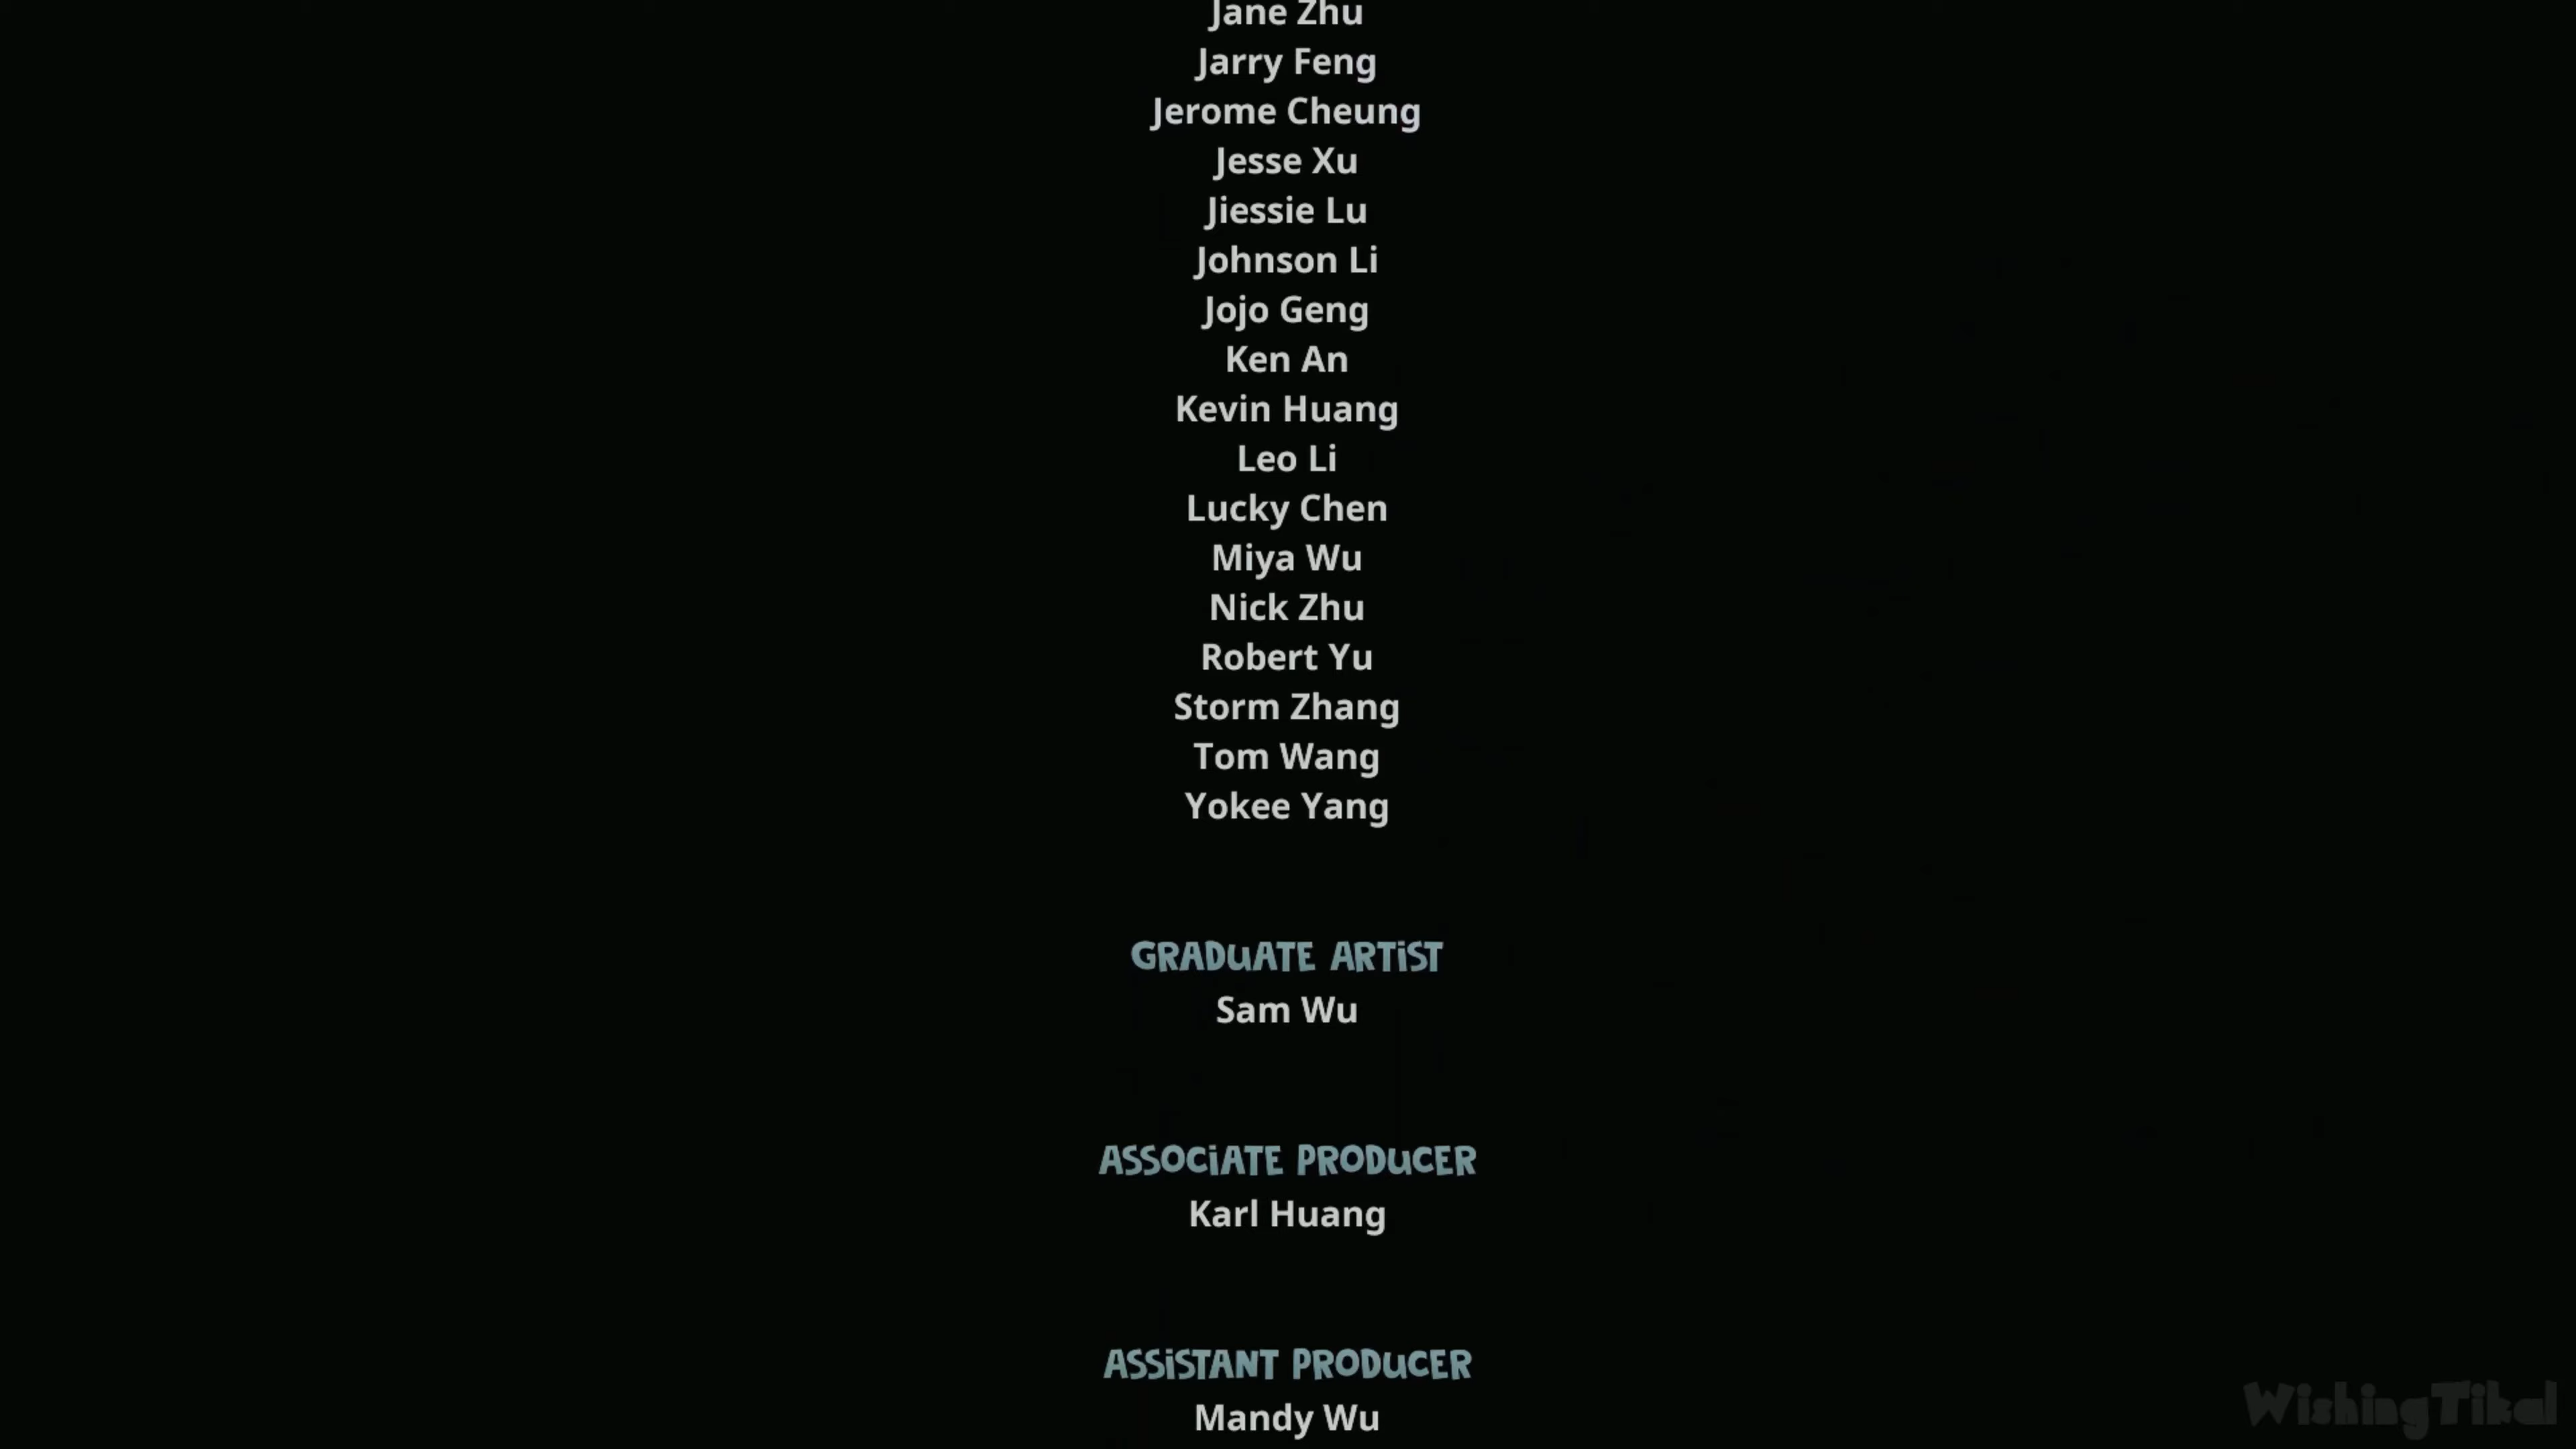 Jane Zhu
Jarry Feng
Jerome Cheung
Jesse Xu
Jiessie Lu
Johnson Li
Jojo Geng
Ken An
Kevin Huang
Leo Li
Lucky Chen
Miya Wu
Nick Zhu
Robert Yu
Storm Zhang
Tom Wang
Yokee Yang
GRADuATE ARTiST
Sam Wu
ASSOCiATE PRODuCER
Karl Huang
ASSiSTANT PRODuCER
Mandy Wu
WishingTikal